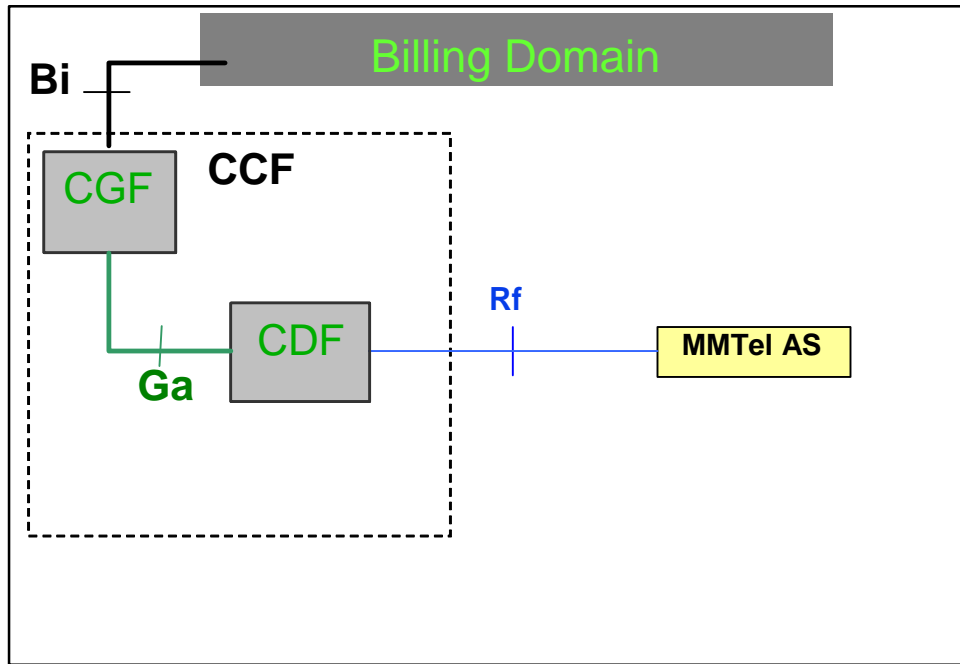 Billing Domain
Bi
CCF
CGF
Rf
CDF
MMTel AS
Ga